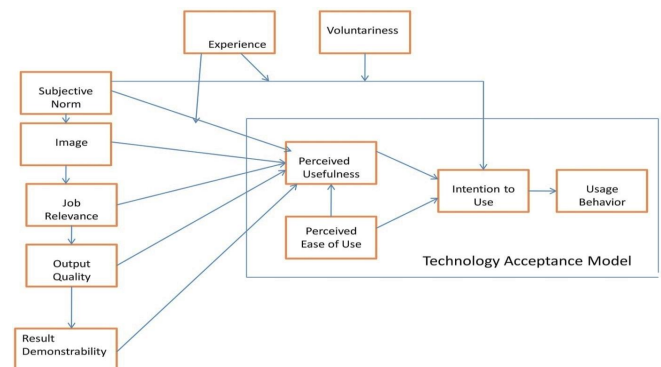 Experience
Voluntariness
Subjective
Norm
Image
Job
Relevance
Output
Quality
Result
Demonstrability
Perceived
Usefulness
Perceived
Ease of Use
Intention to
Use
Usage
Behavior
Technology Acceptance Model